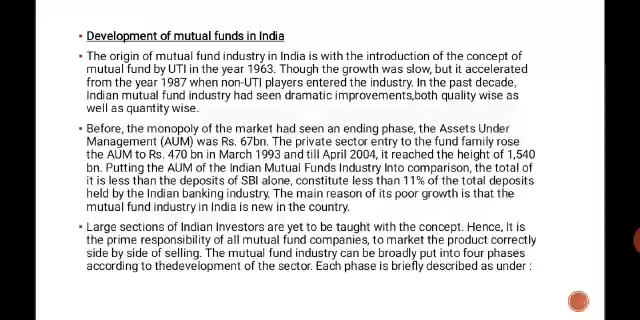 Development of mutual funds in India
The origin of mutual fund industry in India is with the introduction of the concept of
mutual fund by UTI in the year 1963. Though the growth was slow, but it accelerated
from the year 1987 when non-UTI players entered the industry. In the past decade,
Indian mutual fund industry had seen dramatic improvements,both quality wise as
well as quantity wise.
Before, the monopoly of the market had seen an ending phase, the Assets Under
Management (AUM) was Rs. 67bn. The private sector entry to the fund family rose
the AUM to Rs. 470 bn in March 1993 and till April 2004, it reached the height of 1,540
bn. Putting the AUM of the Indian Mutual Funds Industry Into comparison, the total of
it is less than the deposits of SBI alone, constitute less than 11% of the total deposits
held by the Indian banking industry. The main reason of its poor growth is that the
mutual fund industry in India is new in the country.
Large sections of Indian Investors are yet to be taught with the concept. Hence, It is
the prime responsibility of all mutual fund companies, to market the product correctly
side by side of selling. The mutual fund industry can be broadly put into four phases
according to thedevelopment of the sector. Each phase is briefly described as under :